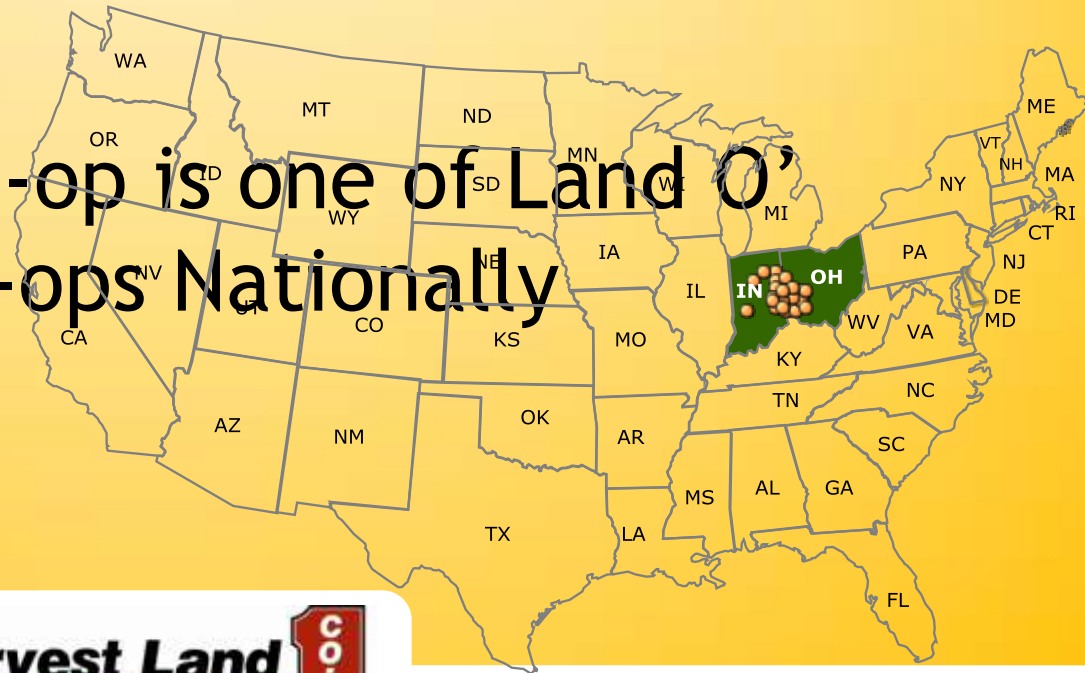 WA
MT
ND
ME
OR
VT
MN
NH
ID
-op is one of Land O’
MA
SD
WI
NY
WY
MI
RI
CT
IA
PA
NE
NJ
NV
-ops Nationally
OH
IN
IL
DE
UT
CO
MD
WV
VA
CA
KS
MO
KY
NC
TN
OK
AZ
NM
AR
SC
MS
AL
GA
TX
LA
FL
rvest Land
CO